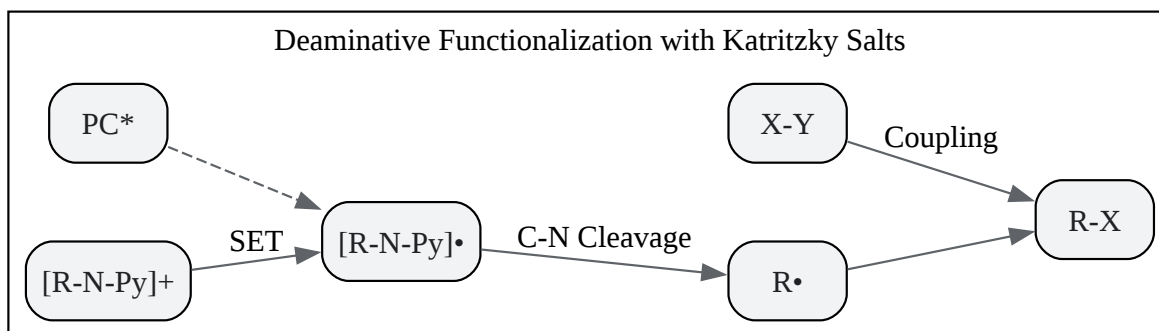 Deaminative Functionalization with Katritzky Salts
PC*
X-Y
Coupling
R-X
SET
[R-N-Py]•
C-N Cleavage
[R-N-Py]+
R•